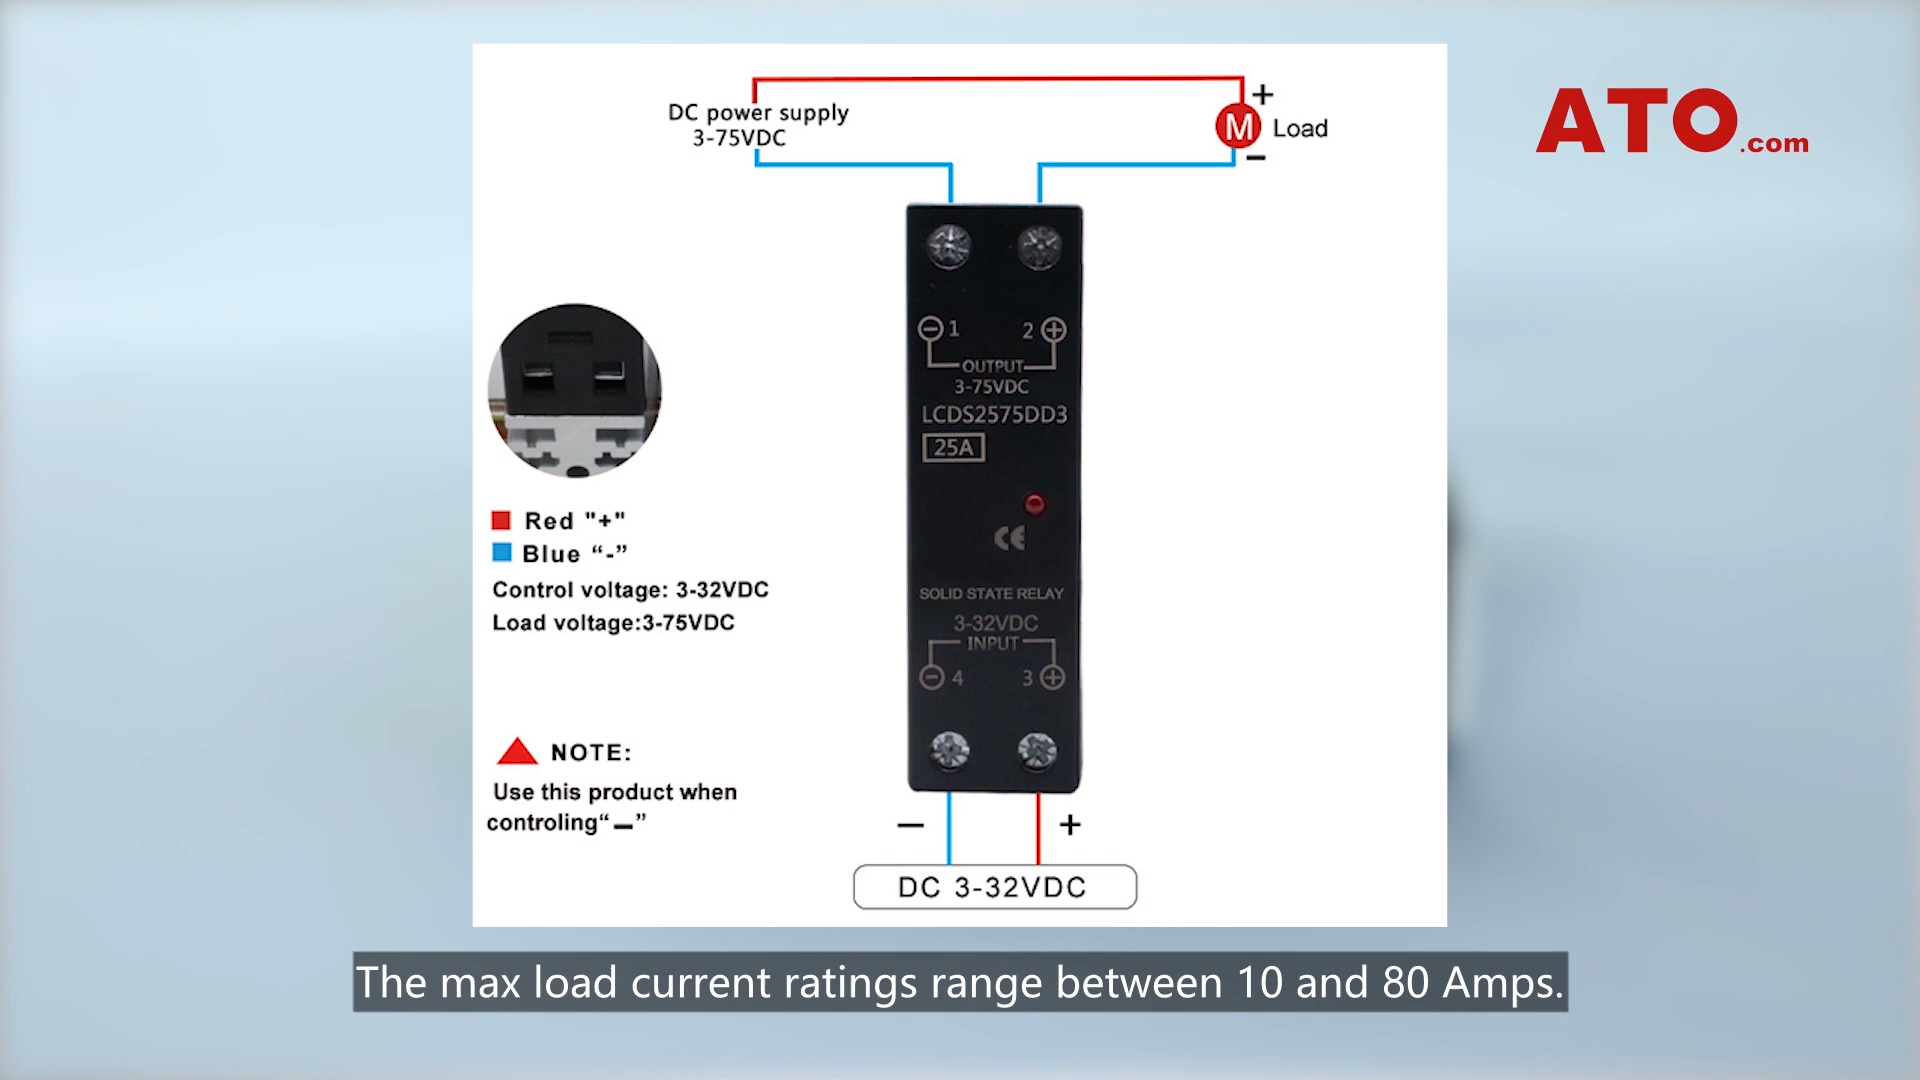 ATO.com
DC power supply
3-75VDC
+
M Load
−
− 1 2 +
OUTPUT
3-75VDC
LCDS2575DD3
25A
CE
SOLID STATE RELAY
3-32VDC
INPUT
− 4 3 +
− +
DC 3-32VDC
Red "+"
Blue “-”
Control voltage: 3-32VDC
Load voltage:3-75VDC
NOTE:
Use this product when
controling“−”
The max load current ratings range between 10 and 80 Amps.